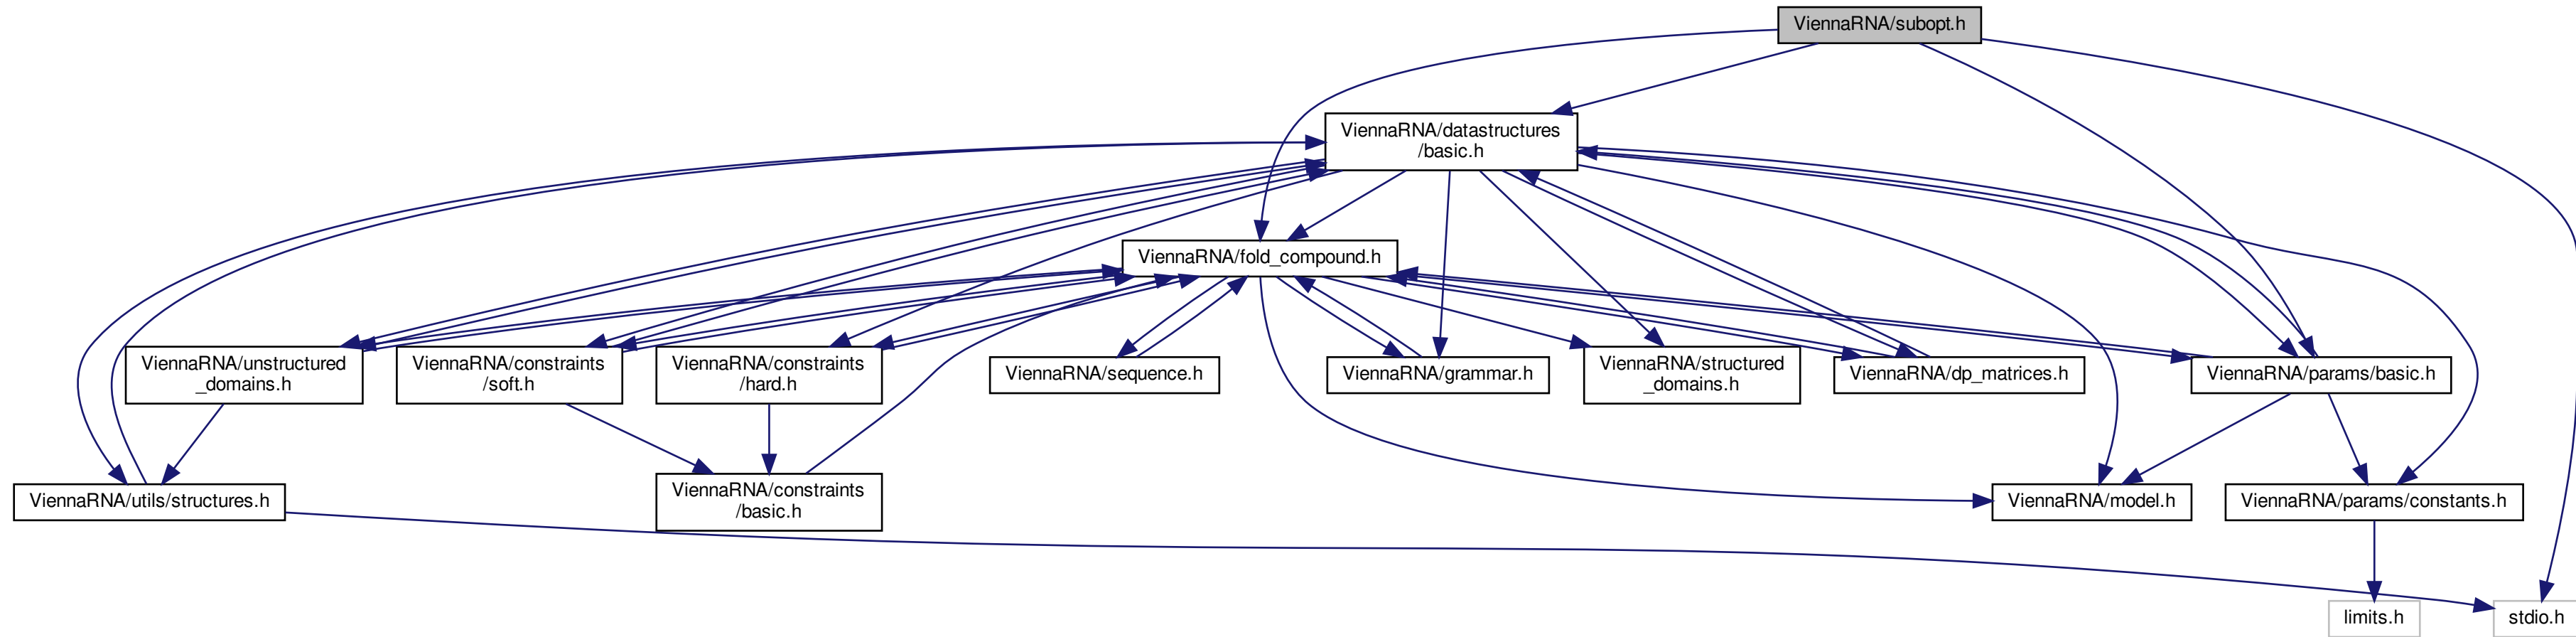 ViennaRNA/subopt.h
ViennaRNA/datastructures
/basic.h
ViennaRNA/fold_compound.h
ViennaRNA/unstructured
_domains.h
ViennaRNA/constraints
/soft.h
ViennaRNA/constraints
/hard.h
ViennaRNA/sequence.h
ViennaRNA/grammar.h
ViennaRNA/structured
_domains.h
ViennaRNA/dp_matrices.h
ViennaRNA/params/basic.h
ViennaRNA/utils/structures.h
ViennaRNA/constraints
/basic.h
ViennaRNA/model.h
ViennaRNA/params/constants.h
limits.h
stdio.h